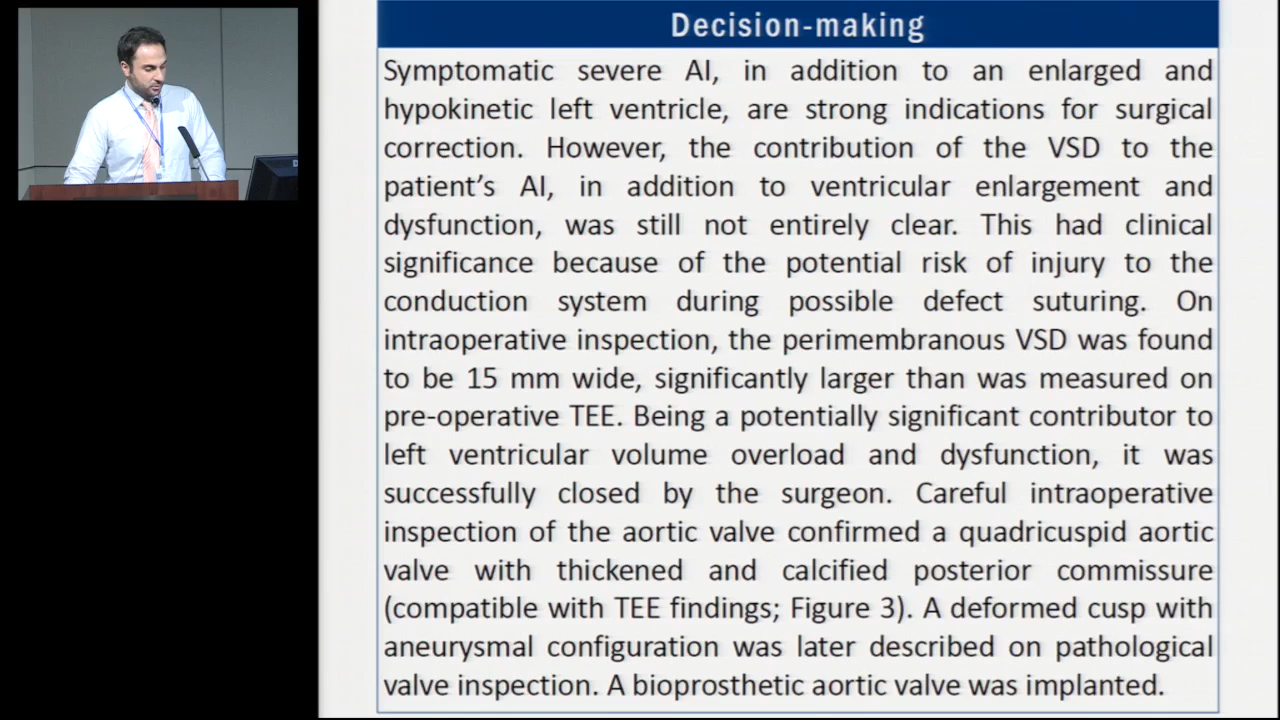 Decision-making
Symptomatic severe AI, in addition to an enlarged and
hypokinetic left ventricle, are strong indications for surgical
correction. However, the contribution of the VSD to the
patient’s AI, in addition to ventricular enlargement and
dysfunction, was still not entirely clear. This had clinical
significance because of the potential risk of injury to the
conduction system during possible defect suturing. On
intraoperative inspection, the perimembranous VSD was found
to be 15 mm wide, significantly larger than was measured on
pre-operative TEE. Being a potentially significant contributor to
left ventricular volume overload and dysfunction, it was
successfully closed by the surgeon. Careful intraoperative
inspection of the aortic valve confirmed a quadricuspid aortic
valve with thickened and calcified posterior commissure
(compatible with TEE findings; Figure 3). A deformed cusp with
aneurysmal configuration was later described on pathological
valve inspection. A bioprosthetic aortic valve was implanted.